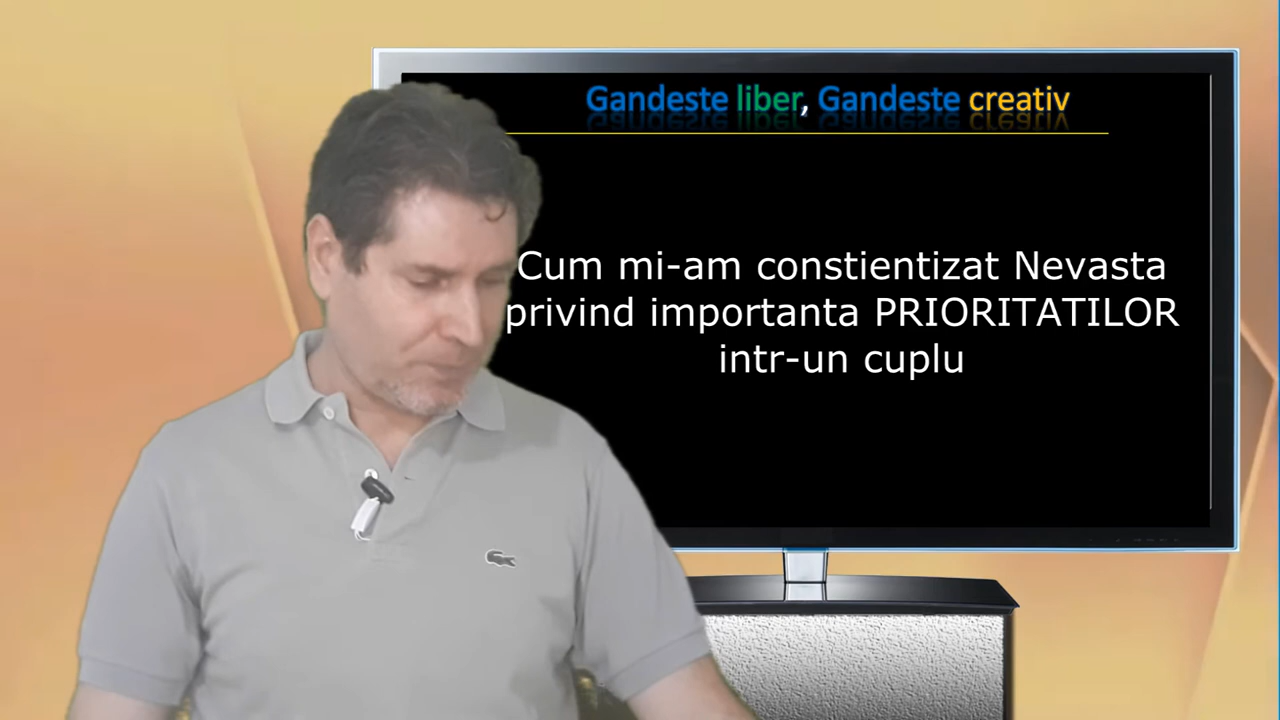 Gandeste liber, Gandeste creativ
Cum mi-am constientizat Nevasta
privind importanta PRIORITATILOR
intr-un cuplu